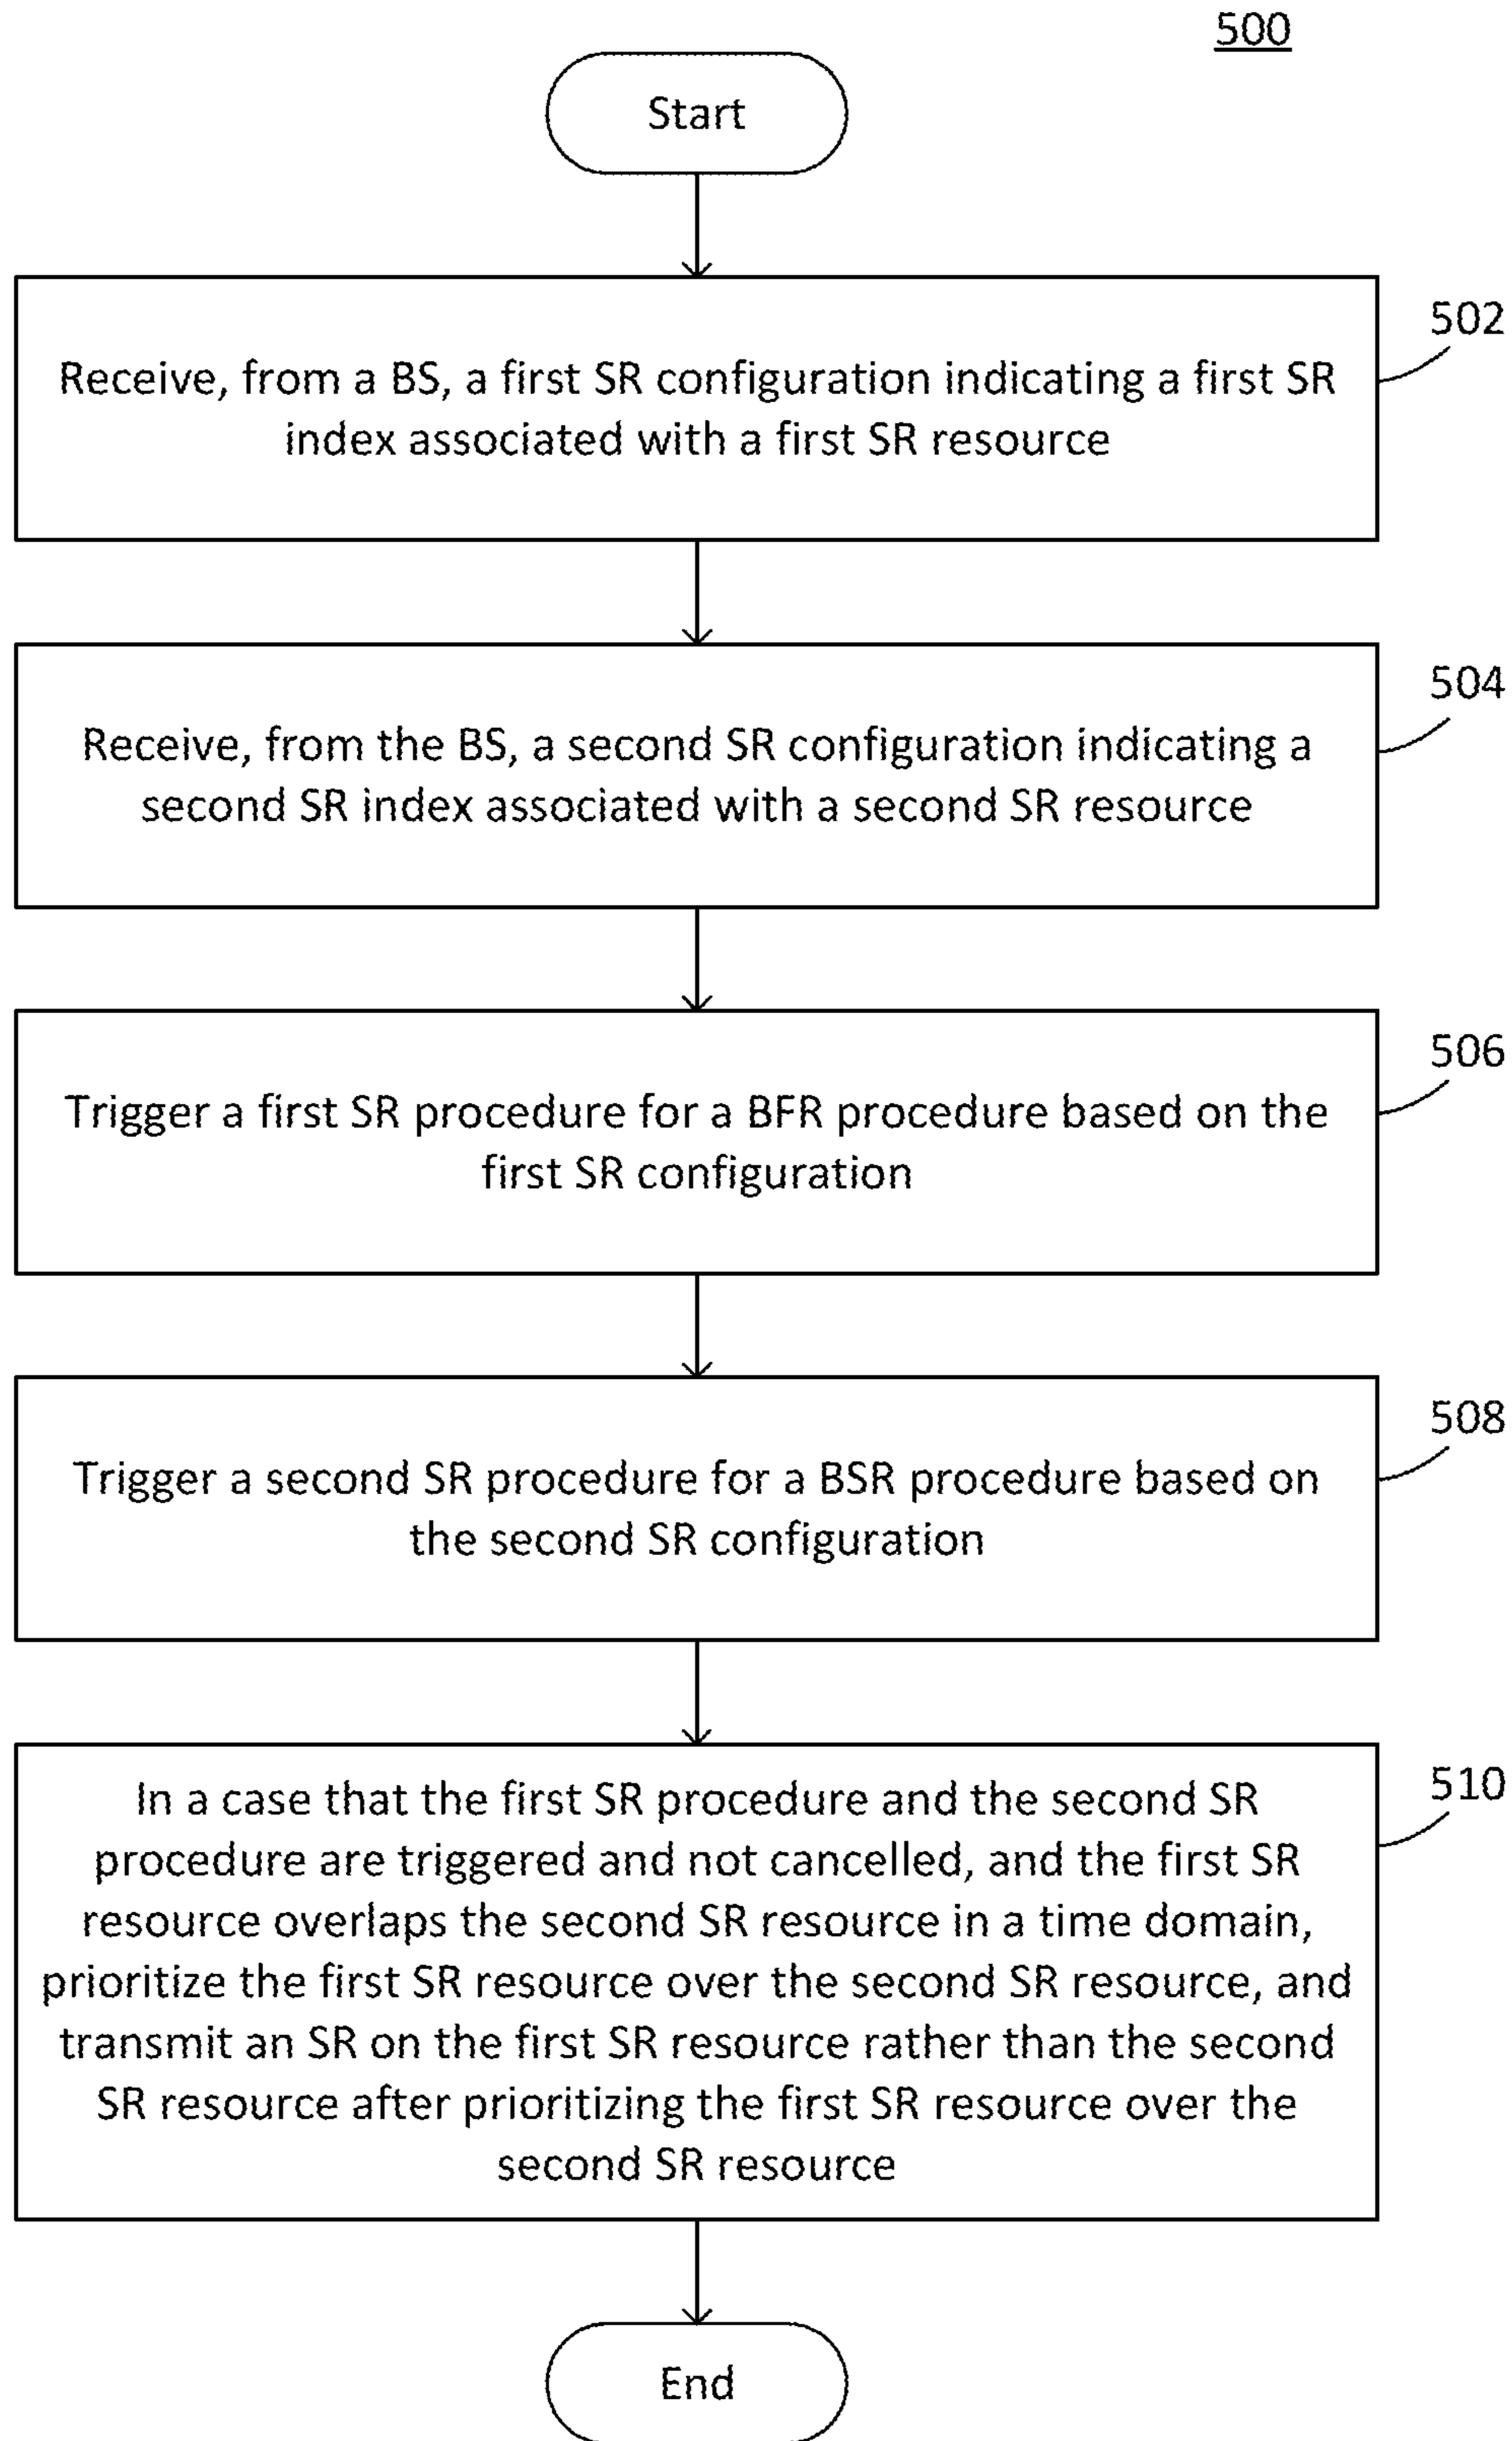 500
Start
Receive, from a BS, a first SR configuration indicating a first SR
index associated with a first SR resource
502
Receive, from the BS, a second SR configuration indicating a
second SR index associated with a second SR resource
504
Trigger a first SR procedure for a BFR procedure based on the
first SR configuration
506
Trigger a second SR procedure for a BSR procedure based on
the second SR configuration
508
In a case that the first SR procedure and the second SR
procedure are triggered and not cancelled, and the first SR
resource overlaps the second SR resource in a time domain,
prioritize the first SR resource over the second SR resource, and
transmit an SR on the first SR resource rather than the second
SR resource after prioritizing the first SR resource over the
second SR resource
510
End